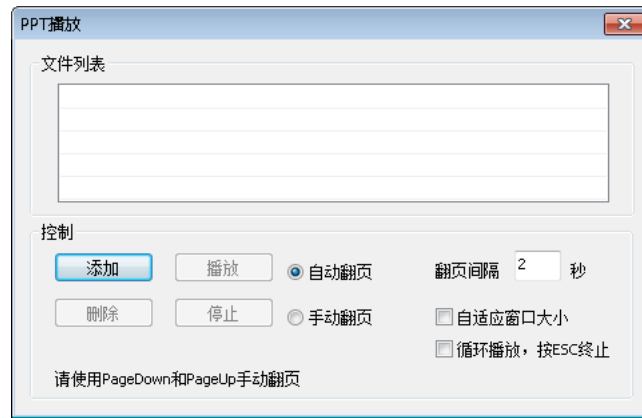 PPT播放
文件列表
控制
添加 播放 自动翻页 翻页间隔 2 秒
删除 停止 手动翻页 自适应窗口大小
循环播放，按ESC终止
请使用PageDown和PageUp手动翻页